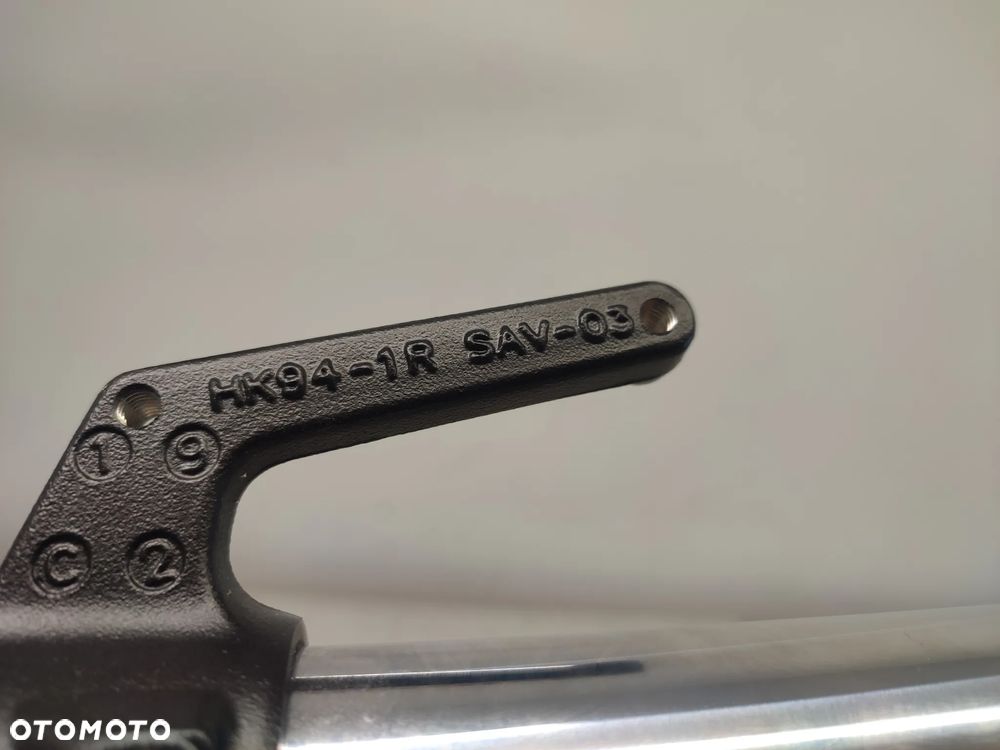 HK94-1R SAV-03
1 9
C 2
OTOMOTO